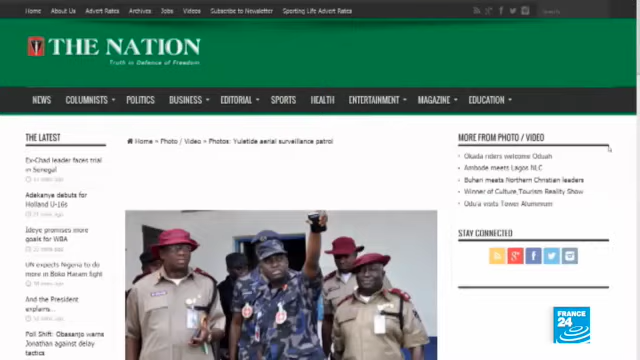 Home About Us Advert Rates Archives Jobs Videos Subscribe to Newsletter Sporting Life Advert Rates
THE NATION
Truth in Defence of Freedom
NEWS COLUMNISTS POLITICS BUSINESS EDITORIAL SPORTS HEALTH ENTERTAINMENT MAGAZINE EDUCATION
THE LATEST
Ex-Chad leader faces trial
in Senegal
Adekanye debuts for
Holland U-16s
Ideye promises more
goals for WBA
UN expects Nigeria to do
more in Boko Haram fight
And the President
explains...
Poll Shift: Obasanjo warns
Jonathan against delay
tactics
Home » Photo / Video » Photos: Yuletide aerial surveillance patrol
MORE FROM PHOTO / VIDEO
Okada riders welcome Oduah
Ambode meets Lagos NLC
Buhari meets Northern Christian leaders
Winner of Culture,Tourism Reality Show
Oduʼa visits Tower Aluminium
STAY CONNECTED
FRANCE
24